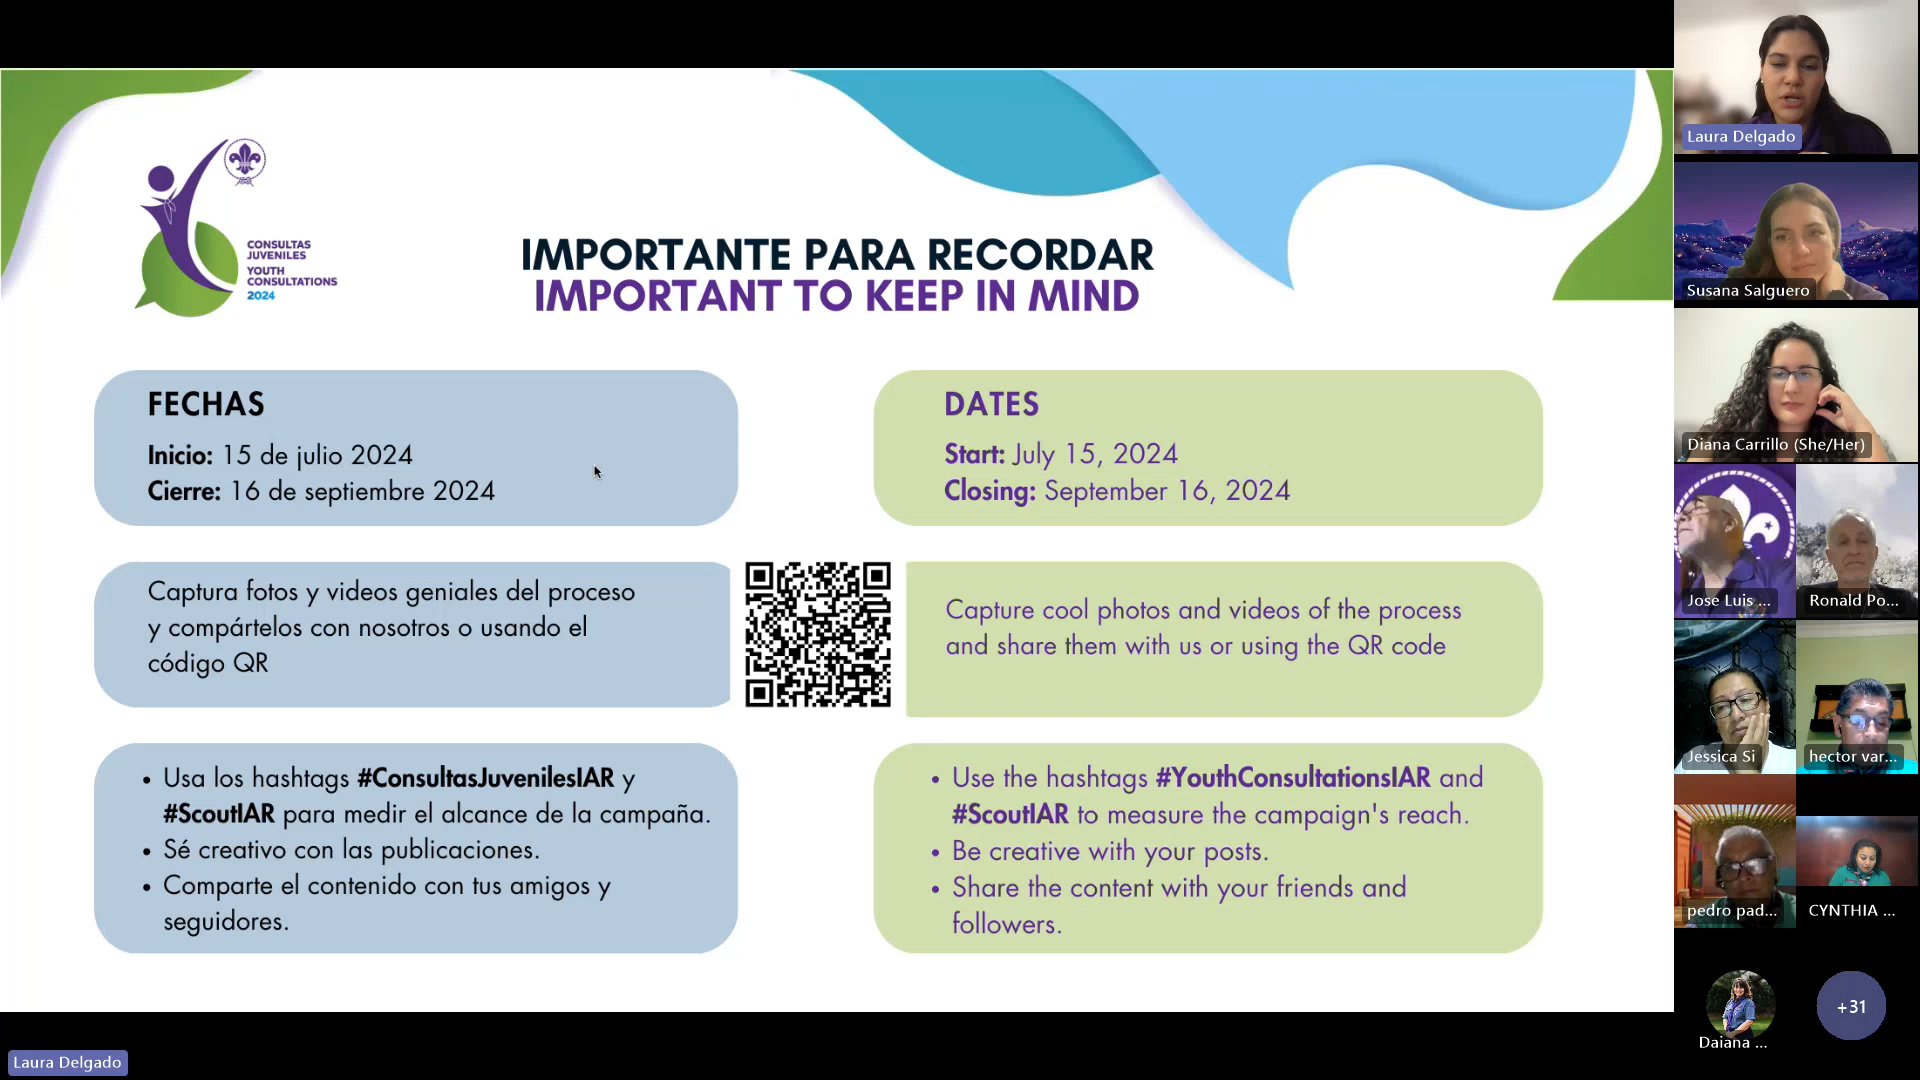 CONSULTAS
JUVENILES
YOUTH
CONSULTATIONS
2024
IMPORTANTE PARA RECORDAR
IMPORTANT TO KEEP IN MIND
FECHAS
Inicio: 15 de julio 2024
Cierre: 16 de septiembre 2024
DATES
Start: July 15, 2024
Closing: September 16, 2024
Captura fotos y videos geniales del proceso
y compártelos con nosotros o usando el
código QR
Capture cool photos and videos of the process
and share them with us or using the QR code
• Usa los hashtags #ConsultasJuvenilesIAR y
#ScoutIAR para medir el alcance de la campaña.
• Sé creativo con las publicaciones.
• Comparte el contenido con tus amigos y
seguidores.
• Use the hashtags #YouthConsultationsIAR and
#ScoutIAR to measure the campaign's reach.
• Be creative with your posts.
• Share the content with your friends and
followers.
Laura Delgado
Laura Delgado
Susana Salguero
Diana Carrillo (She/Her)
Jose Luis ...
Ronald Po...
Jessica Si
hector var...
pedro pad...
CYNTHIA ...
Daiana ...
+31